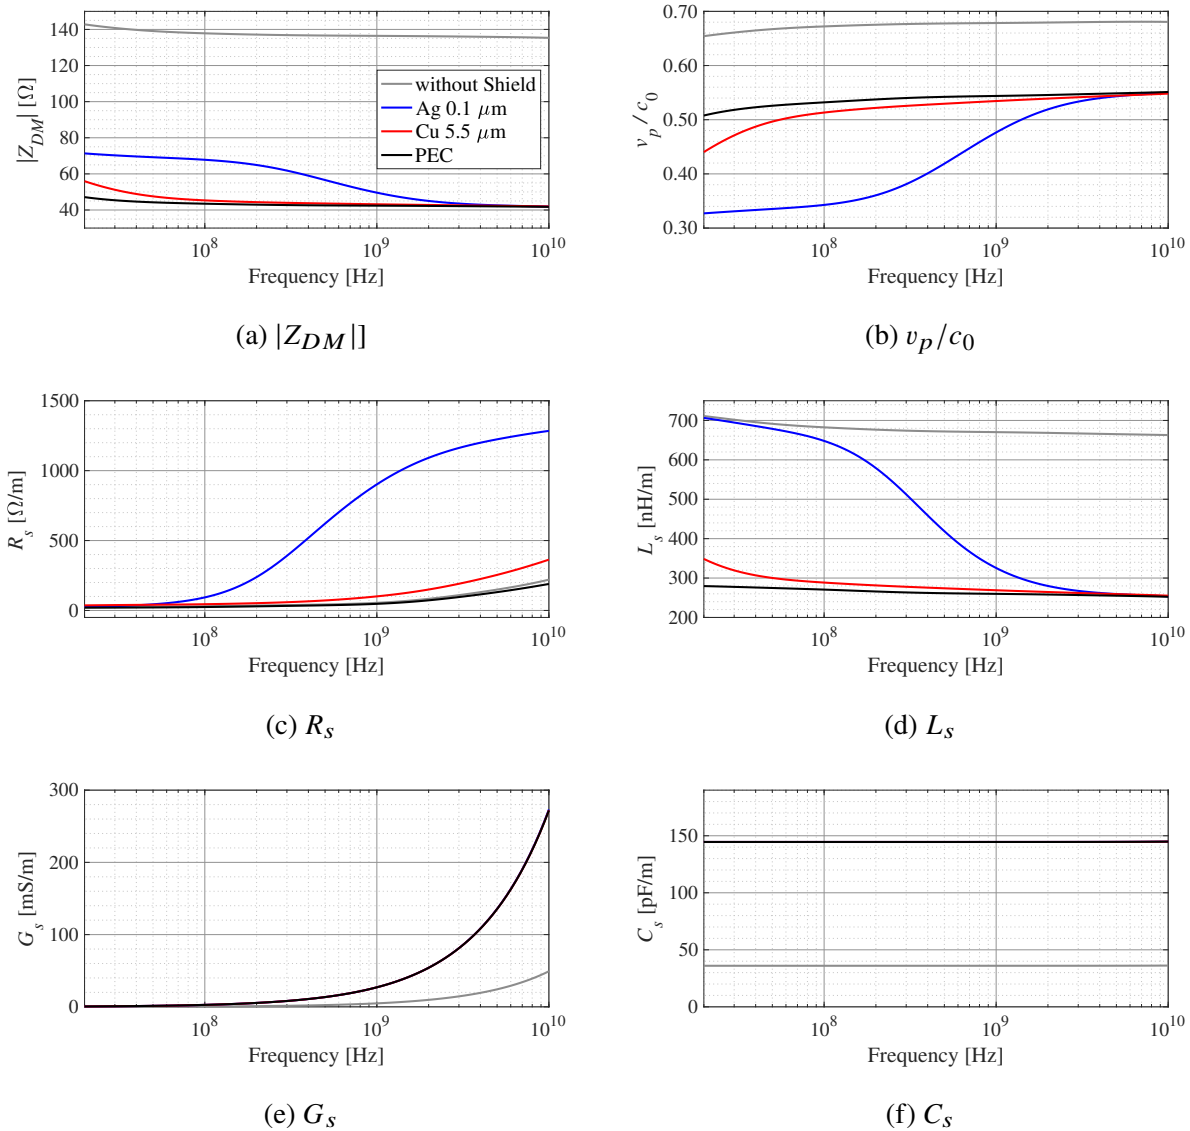 140
120
100
80
60
40
|Z_{DM}| [Ω]
without Shield
Ag 0.1 μm
Cu 5.5 μm
PEC
10^8
10^9
10^{10}
Frequency [Hz]
(a) |Z_{DM}|]
0.70
0.60
0.50
0.40
0.30
v_p/c_0
10^8
10^9
10^{10}
Frequency [Hz]
(b) v_p/c_0
1500
1000
500
0
R_s [Ω/m]
10^8
10^9
10^{10}
Frequency [Hz]
(c) R_s
700
600
500
400
300
200
L_s [nH/m]
10^8
10^9
10^{10}
Frequency [Hz]
(d) L_s
300
200
100
0
G_s [mS/m]
10^8
10^9
10^{10}
Frequency [Hz]
(e) G_s
150
100
50
0
C_s [pF/m]
10^8
10^9
10^{10}
Frequency [Hz]
(f) C_s